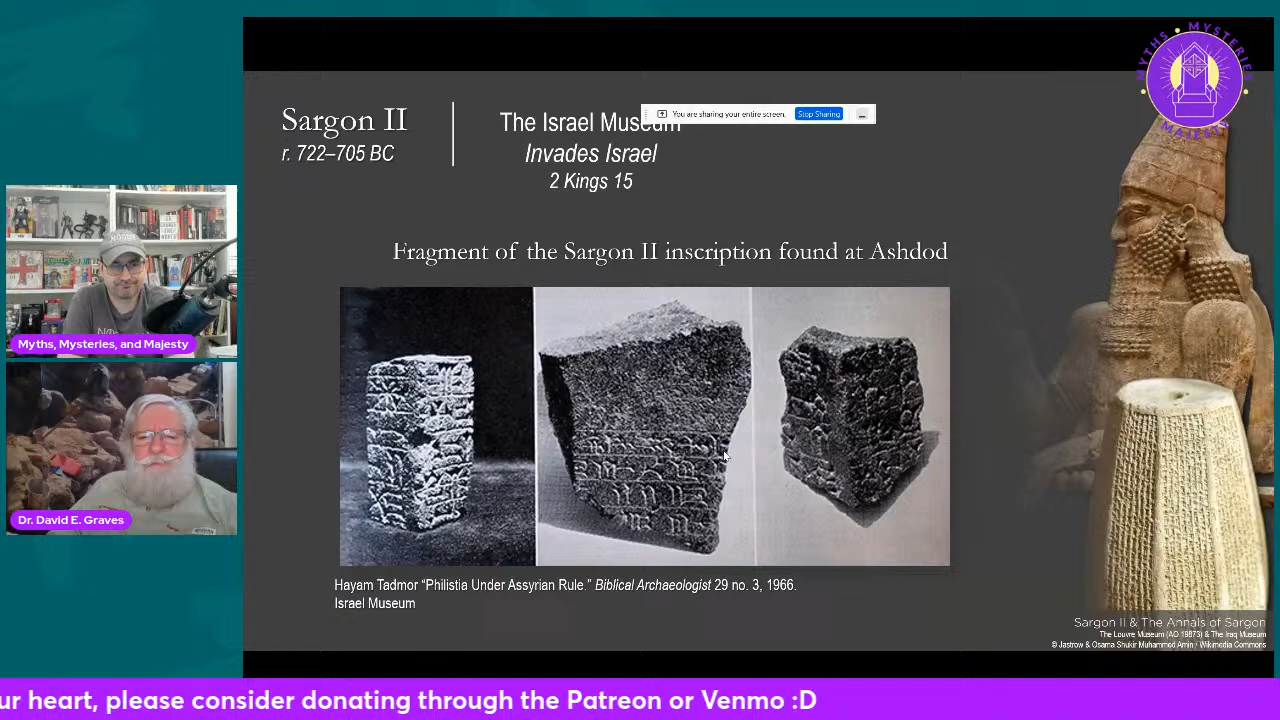 MYTHS, MYSTERIES
MAJESTY
You are sharing your entire screen.
Stop Sharing
Sargon II
r. 722–705 BC
The Israel Museum
Invades Israel
2 Kings 15
Fragment of the Sargon II inscription found at Ashdod
Myths, Mysteries, and Majesty
Dr. David E. Graves
Hayam Tadmor “Philistia Under Assyrian Rule.” Biblical Archaeologist 29 no. 3, 1966.
Israel Museum
Sargon II & The Annals of Sargon
The Louvre Museum (AO 19873) & The Iraq Museum
© Jastrow & Osama Shukir Muhammed Amin / Wikimedia Commons
ur heart, please consider donating through the Patreon or Venmo :D